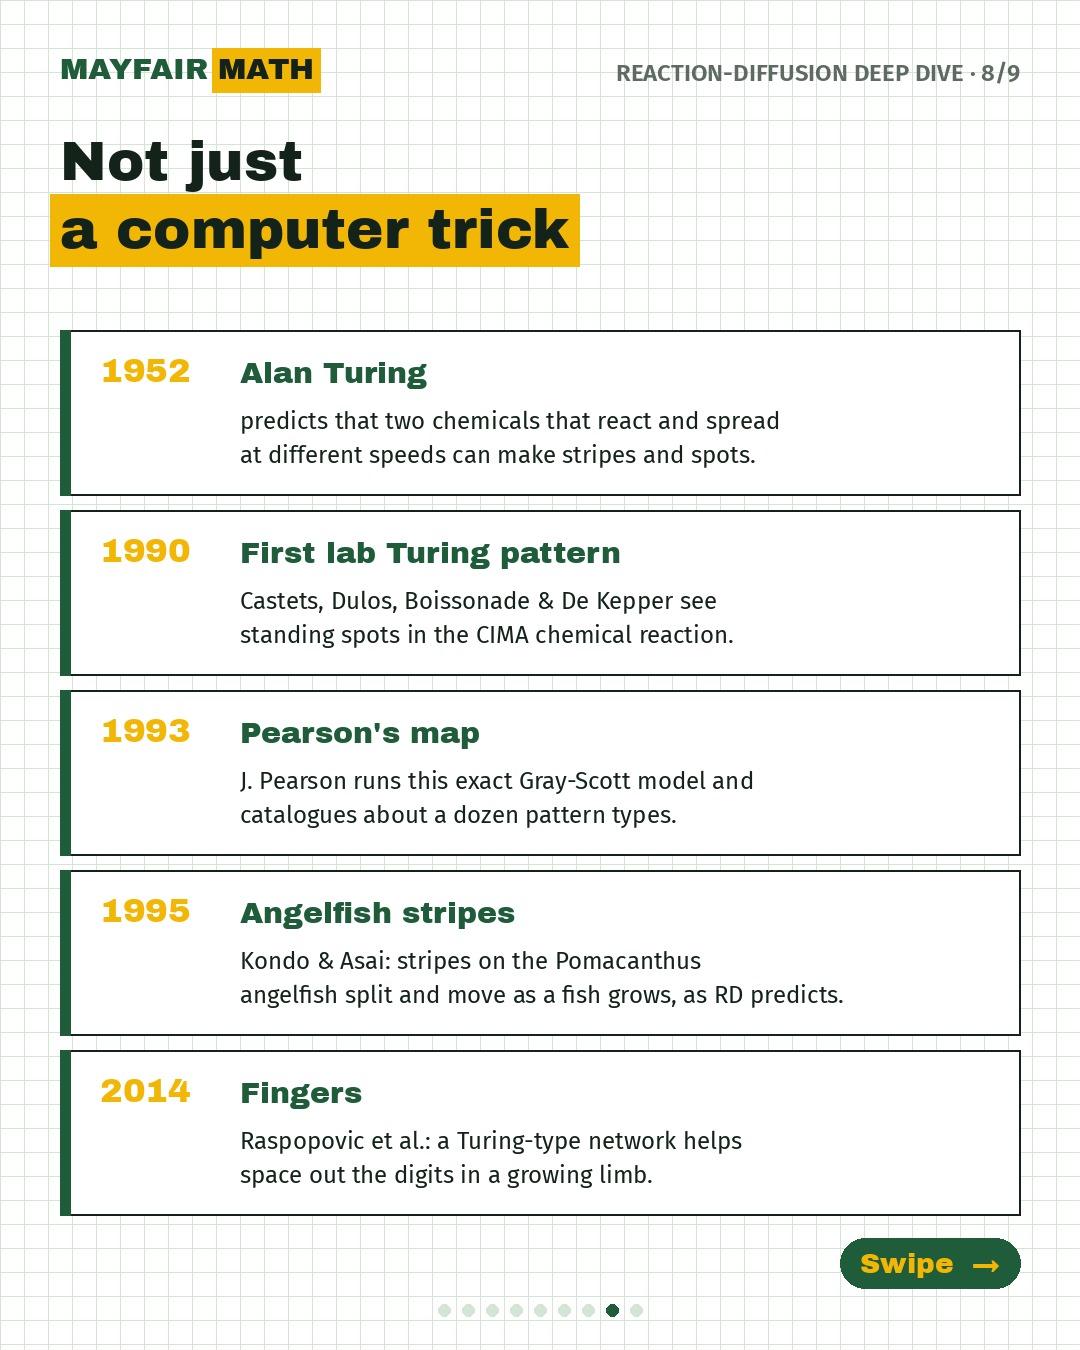 MAYFAIR MATH
REACTION-DIFFUSION DEEP DIVE · 8/9
Not just
a computer trick
1952
Alan Turing
predicts that two chemicals that react and spread
at different speeds can make stripes and spots.
1990
First lab Turing pattern
Castets, Dulos, Boissonade & De Kepper see
standing spots in the CIMA chemical reaction.
1993
Pearson's map
J. Pearson runs this exact Gray-Scott model and
catalogues about a dozen pattern types.
1995
Angelfish stripes
Kondo & Asai: stripes on the Pomacanthus
angelfish split and move as a fish grows, as RD predicts.
2014
Fingers
Raspopovic et al.: a Turing-type network helps
space out the digits in a growing limb.
Swipe →